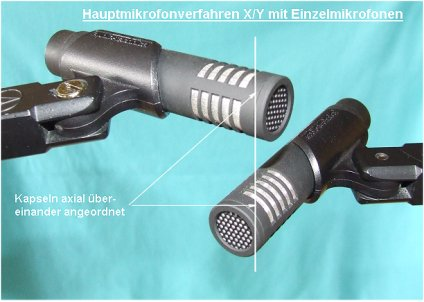 Hauptmikrofonverfahren X/Y mit Einzelmikrofonen
Kapseln axial über-
einander angeordnet